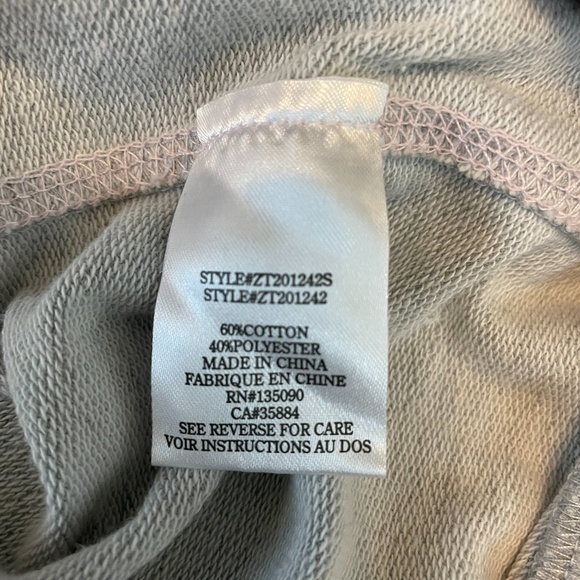 STYLE#ZT201242S
STYLE#ZT201242
60%COTTON
40%POLYESTER
MADE IN CHINA
FABRIQUE EN CHINE
RN#135090
CA#35884
SEE REVERSE FOR CARE
VOIR INSTRUCTIONS AU DOS